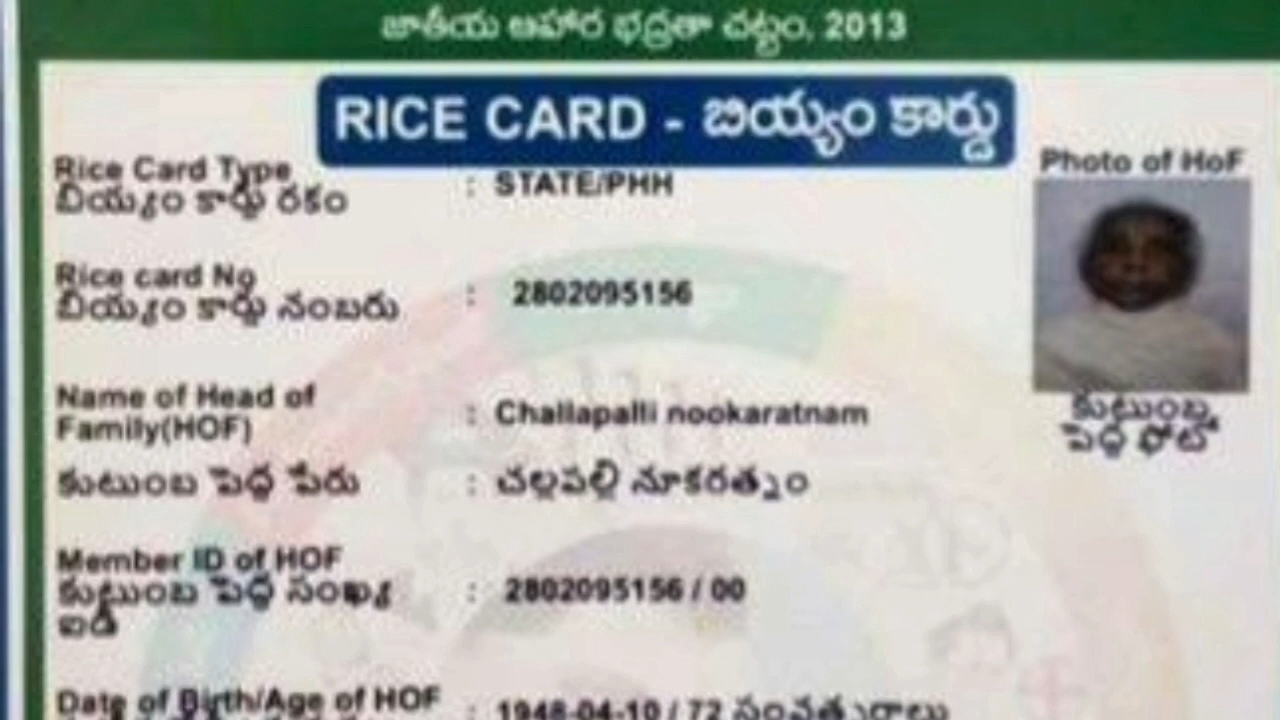 జాతీయ ఆహార భద్రతా చట్టం, 2013
RICE CARD - బియ్యం కార్డు
Photo of HoF
Rice Card Type : STATE/PHH
బియ్యం కార్డు రకం
Rice card No : 2802095156
బియ్యం కార్డు నంబరు
Name of Head of
Family(HOF) : Challapalli nookaratnam
కుటుంబ పెద్ద పేరు : చల్లపల్లి నూకరత్నం
కుటుంబ
పెద్ద ఫోటో
Member ID of HOF
కుటుంబ పెద్ద సంఖ్య : 2802095156 / 00
ఐడి
Date of Birth/Age of HOF : 1948-04-10 / 72 సంవత్సరాలు